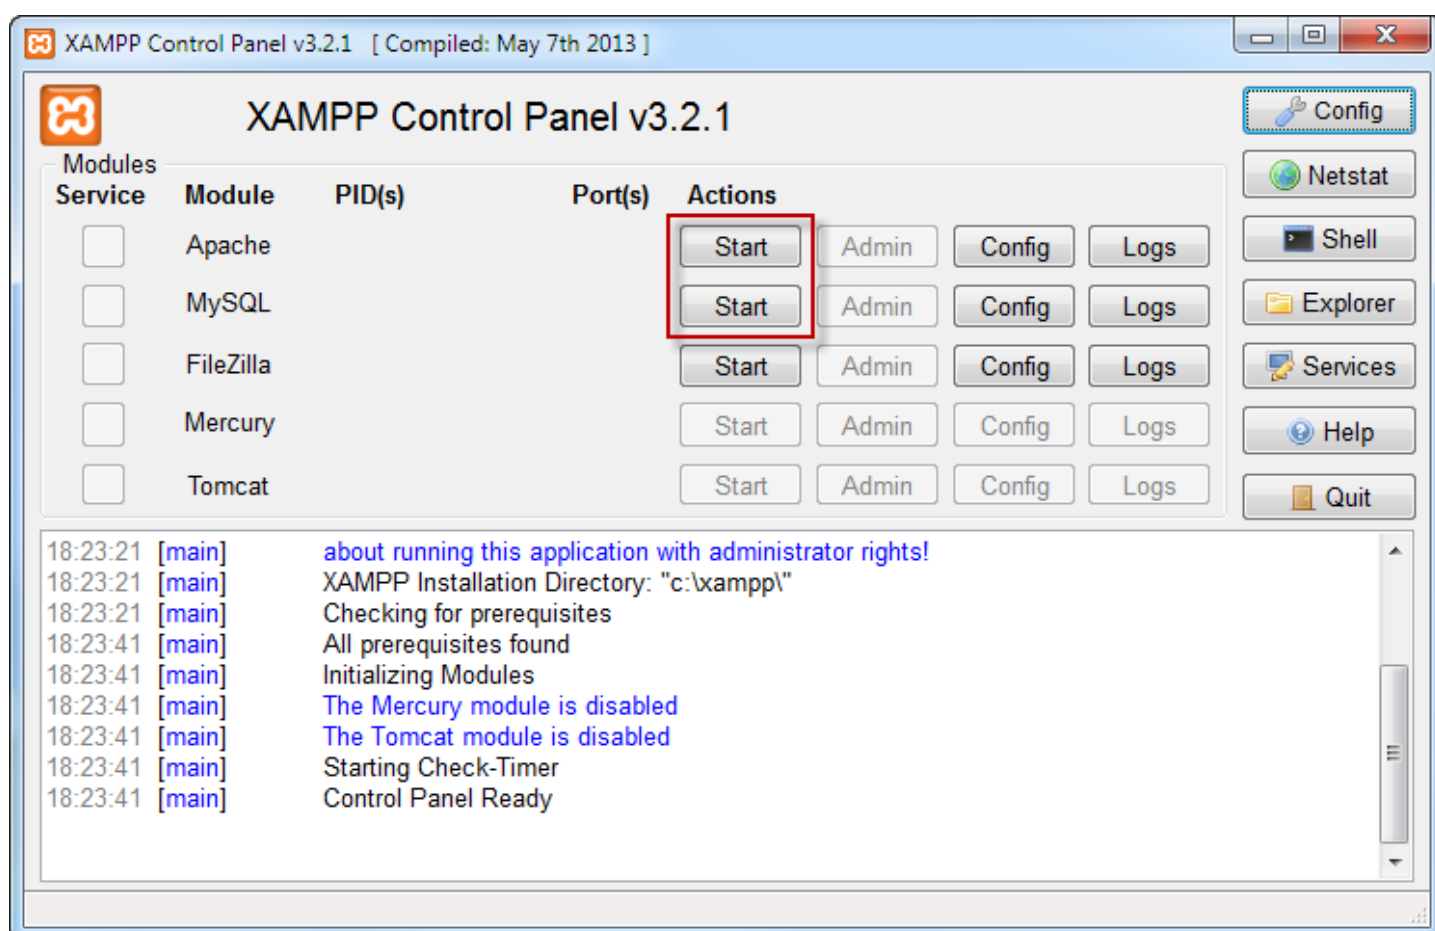 XAMPP Control Panel v3.2.1 [ Compiled: May 7th 2013 ]
XAMPP Control Panel v3.2.1
Config
Modules
Service Module PID(s) Port(s) Actions
Netstat
Apache Start Admin Config Logs
Shell
MySQL Start Admin Config Logs
Explorer
FileZilla Start Admin Config Logs
Services
Mercury Start Admin Config Logs
Help
Tomcat Start Admin Config Logs
Quit
18:23:21 [main] about running this application with administrator rights!
18:23:21 [main] XAMPP Installation Directory: "c:\xampp\"
18:23:21 [main] Checking for prerequisites
18:23:41 [main] All prerequisites found
18:23:41 [main] Initializing Modules
18:23:41 [main] The Mercury module is disabled
18:23:41 [main] The Tomcat module is disabled
18:23:41 [main] Starting Check-Timer
18:23:41 [main] Control Panel Ready